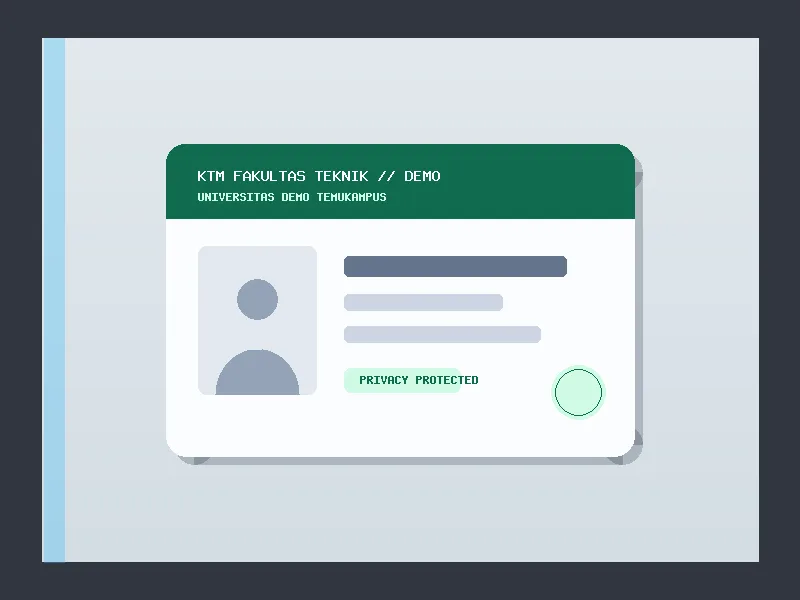 KTM FAKULTAS TEKNIK // DEMO
UNIVERSITAS DEMO TEMUKAMPUS
PRIVACY PROTECTED